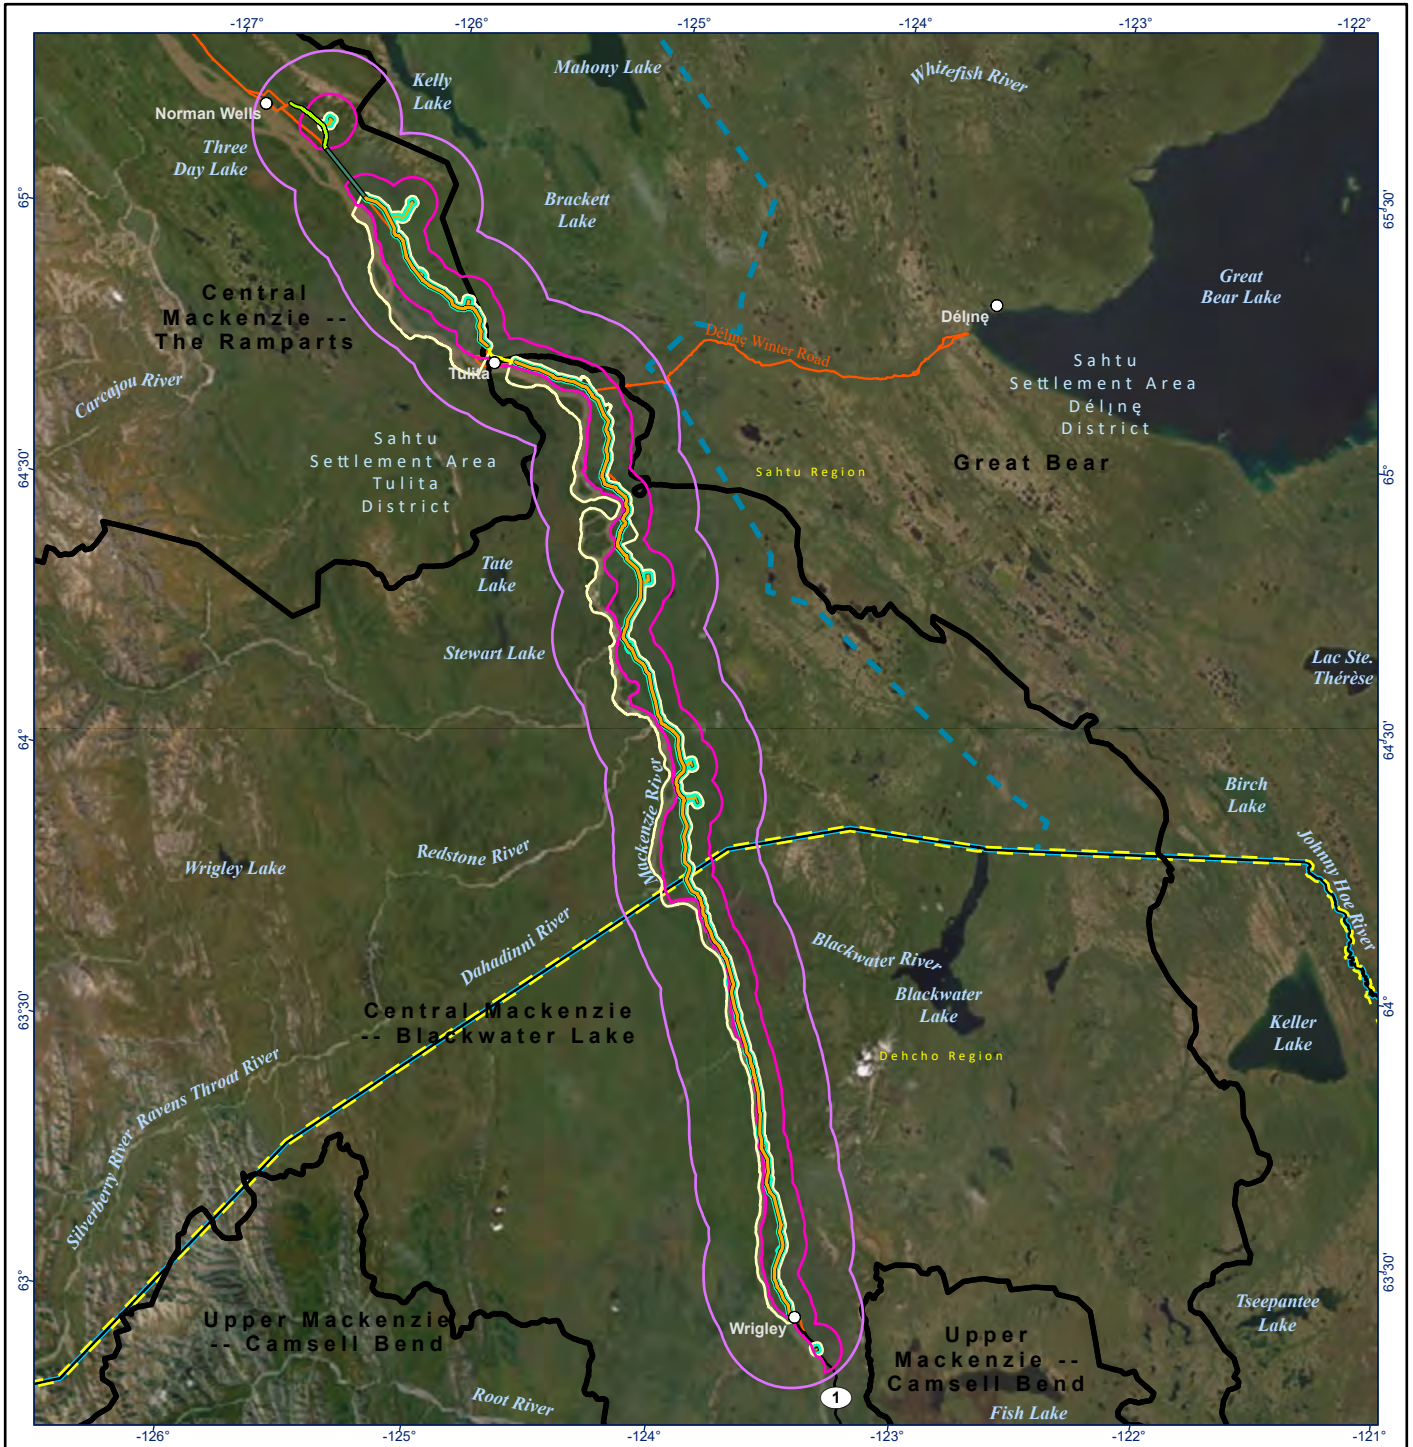 -127°
-126°
-125°
-124°
-123°
-122°
Mahony Lake
Whitefish River
Kelly
Lake
Norman Wells
Three
Day Lake
65°
65°30'
Brackett
Lake
Great
Bear Lake
Central
Mackenzie --
The Ramparts
Délı̨nę
Délı̨nę Winter Road
Tulita
Carcajou River
Sahtu
Settlement Area
Délı̨nę
District
Sahtu
Settlement Area
Tulita
District
Great Bear
Sahtu Region
64°30'
65°
Tate
Lake
Stewart Lake
Lac Ste.
Thérèse
64°
64°30'
Mackenzie River
Birch
Lake
Johnny Hoe River
Redstone River
Wrigley Lake
Dahadinni River
Blackwater River
Blackwater
Lake
Central Mackenzie
-- Blackwater Lake
63°30'
64°
Keller
Lake
Dehcho Region
Ravens Throat River
Silverberry River
63°
63°30'
Upper Mackenzie
-- Camsell Bend
Wrigley
Upper
Mackenzie --
Camsell Bend
Tseepantee
Lake
1
Root River
Fish Lake
-126°
-125°
-124°
-123°
-122°
-121°